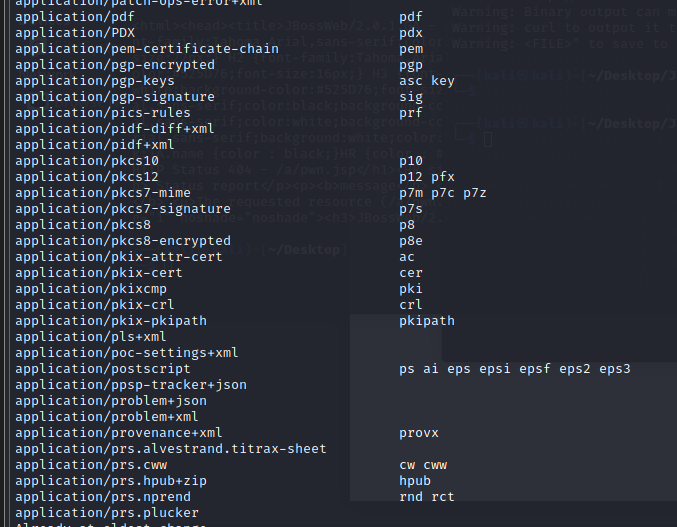 application/patch-ops-error+xml
application/pdf pdf
application/PDX pdx
application/pem-certificate-chain pem
application/pgp-encrypted pgp
application/pgp-keys asc key
application/pgp-signature sig
application/pics-rules prf
application/pidf-diff+xml
application/pidf+xml
application/pkcs10 p10
application/pkcs12 p12 pfx
application/pkcs7-mime p7m p7c p7z
application/pkcs7-signature p7s
application/pkcs8 p8
application/pkcs8-encrypted p8e
application/pkix-attr-cert ac
application/pkix-cert cer
application/pkixcmp pki
application/pkix-crl crl
application/pkix-pkipath pkipath
application/pls+xml
application/poc-settings+xml
application/postscript ps ai eps epsi epsf eps2 eps3
application/ppsp-tracker+json
application/problem+json
application/problem+xml
application/provenance+xml provx
application/prs.alvestrand.titrax-sheet
application/prs.cww cw cww
application/prs.hpub+zip hpub
application/prs.nprend rnd rct
application/prs.plucker
Already at oldest change